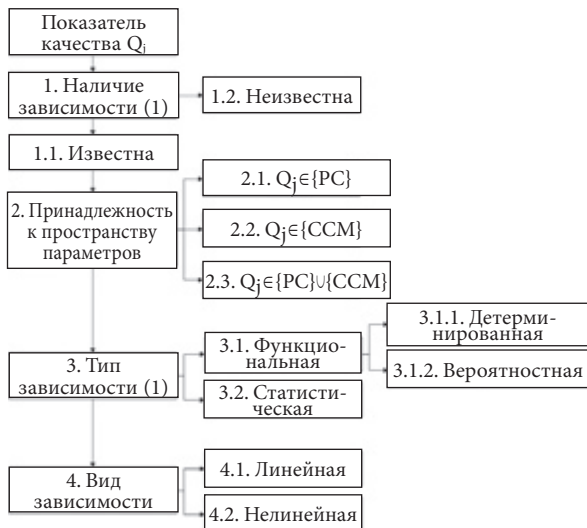 Показатель
качества Qj
1. Наличие
зависимости (1)
1.2. Неизвестна
1.1. Известна
2. Принадлежность
к пространству
параметров
2.1. Qj∈{РС}
2.2. Qj∈{ССМ}
2.3. Qj∈{РС}∪{ССМ}
3. Тип
зависимости (1)
3.1. Функцио-
нальная
3.1.1. Детерми-
нированная
3.1.2. Вероятностная
3.2. Статисти-
ческая
4. Вид
зависимости
4.1. Линейная
4.2. Нелинейная